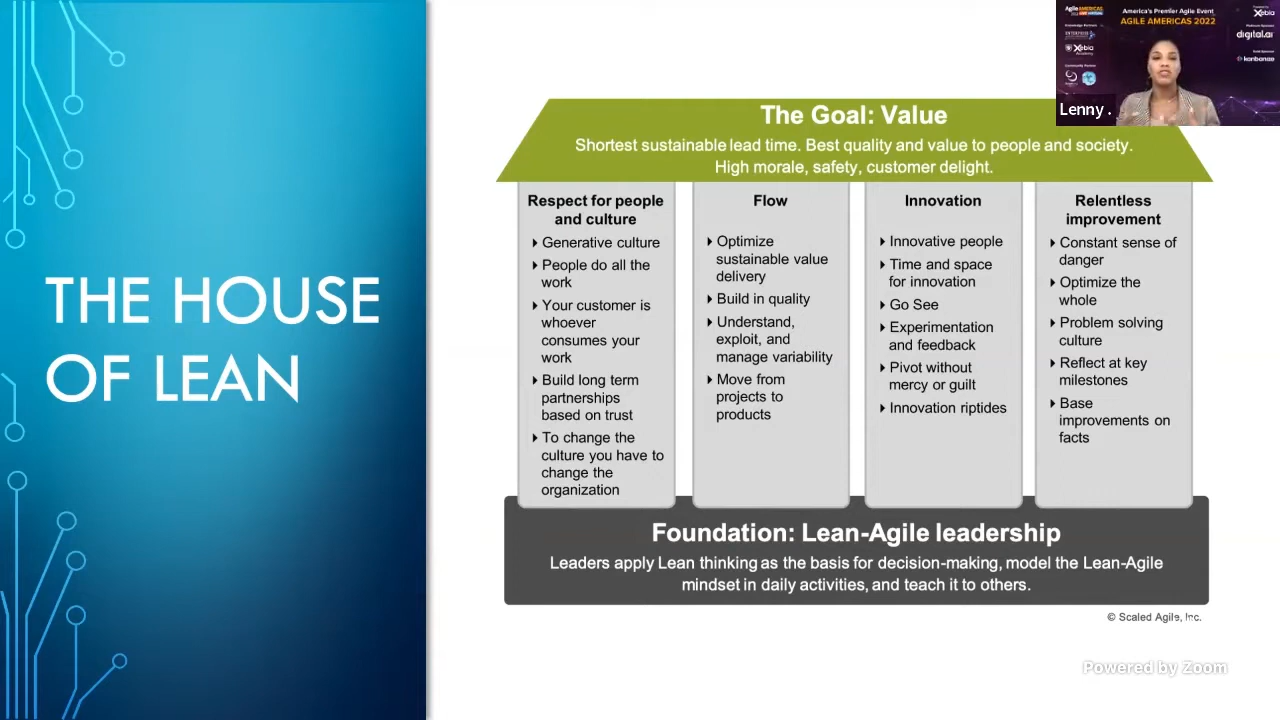 THE HOUSE
OF LEAN
The Goal: Value
Shortest sustainable lead time. Best quality and value to people and society.
High morale, safety, customer delight.
Respect for people
and culture
Generative culture
People do all the
work
Your customer is
whoever
consumes your
work
Build long term
partnerships
based on trust
To change the
culture you have to
change the
organization
Flow
Optimize
sustainable value
delivery
Build in quality
Understand,
exploit, and
manage variability
Move from
projects to
products
Innovation
Innovative people
Time and space
for innovation
Go See
Experimentation
and feedback
Pivot without
mercy or guilt
Innovation riptides
Relentless
improvement
Constant sense of
danger
Optimize the
whole
Problem solving
culture
Reflect at key
milestones
Base
improvements on
facts
Foundation: Lean-Agile leadership
Leaders apply Lean thinking as the basis for decision-making, model the Lean-Agile
mindset in daily activities, and teach it to others.
© Scaled Agile, Inc.
Powered by Zoom
America's Premier Agile Event
AGILE AMERICAS 2022
Xebia
digital.ai
kanbanize
Xebia
Lenny .